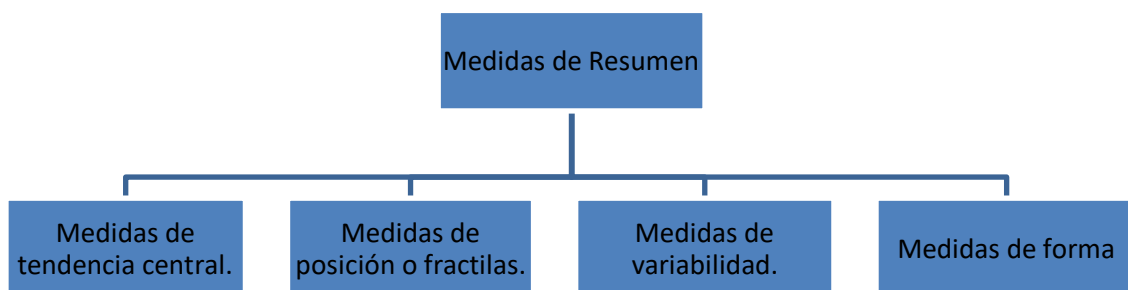 Medidas de Resumen
Medidas de
tendencia central.
Medidas de
posición o fractilas.
Medidas de
variabilidad.
Medidas de forma